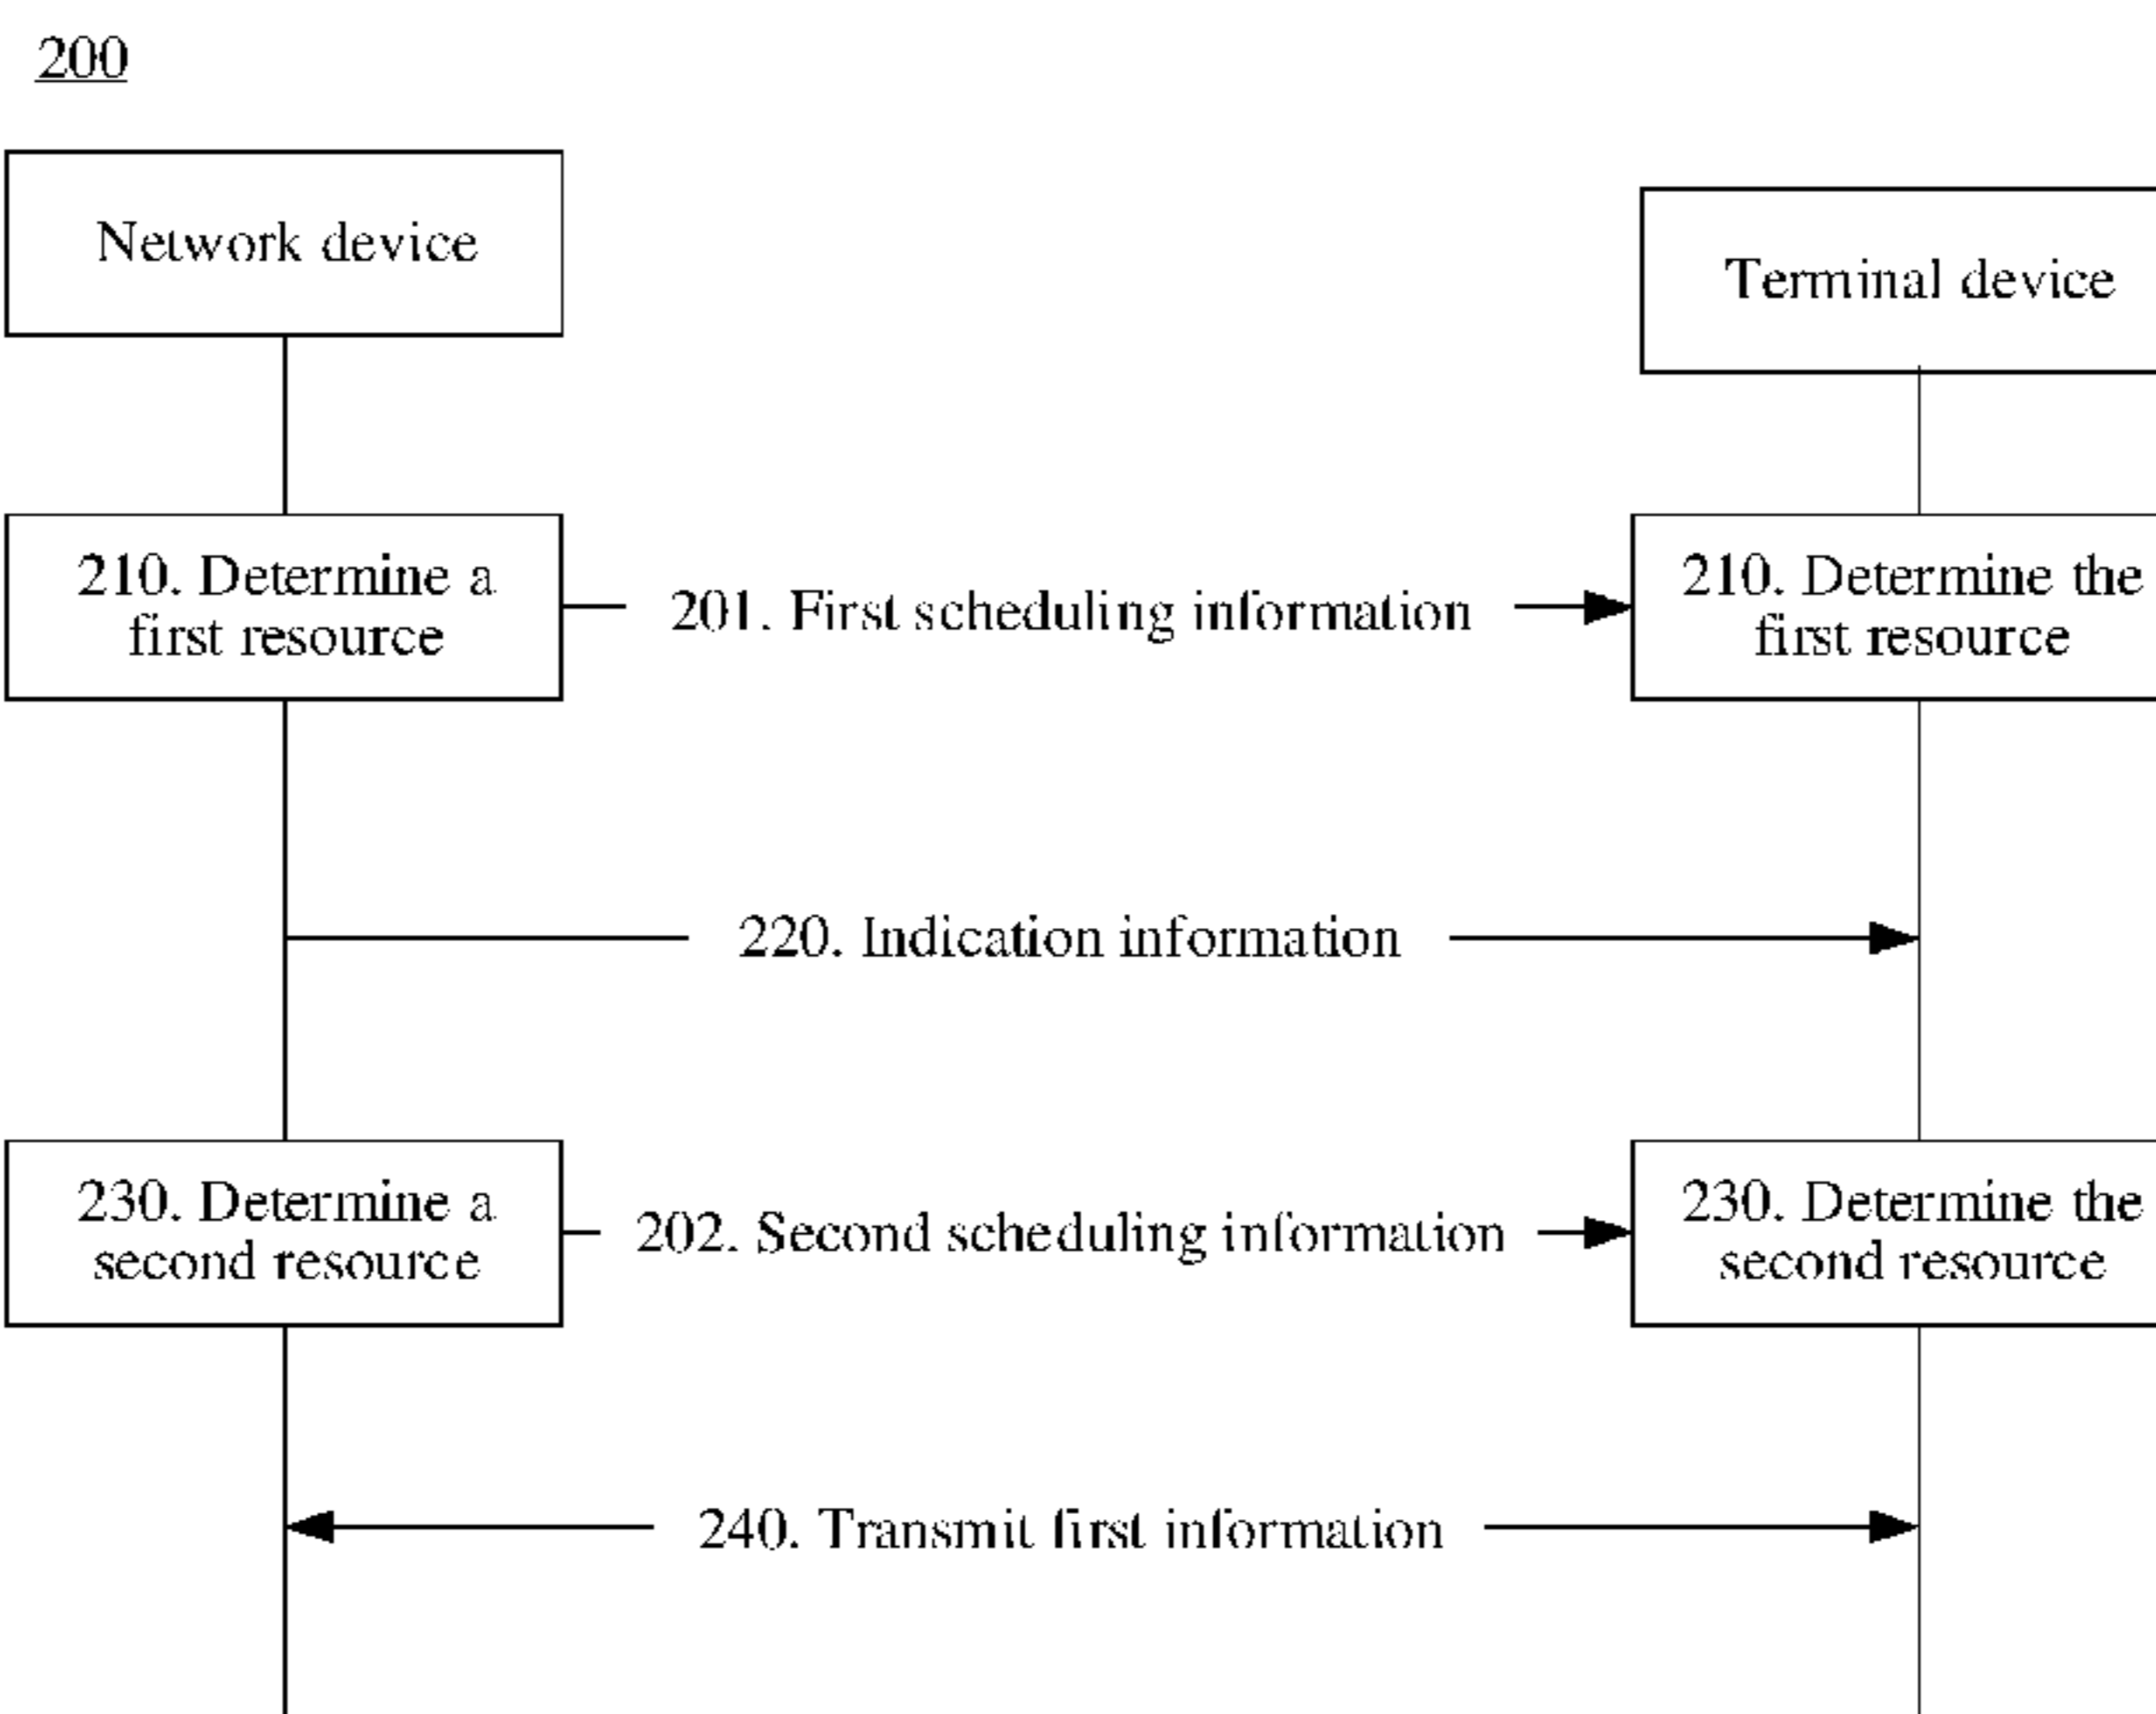 200
Network device
Terminal device
210. Determine a
first resource
201. First scheduling information
210. Determine the
first resource
220. Indication information
230. Determine a
second resource
202. Second scheduling information
230. Determine the
second resource
240. Transmit first information